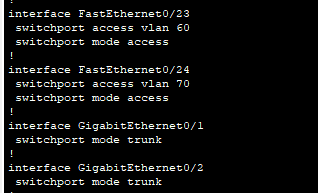 !
interface FastEthernet0/23
 switchport access vlan 60
 switchport mode access
!
interface FastEthernet0/24
 switchport access vlan 70
 switchport mode access
!
interface GigabitEthernet0/1
 switchport mode trunk
!
interface GigabitEthernet0/2
 switchport mode trunk
!